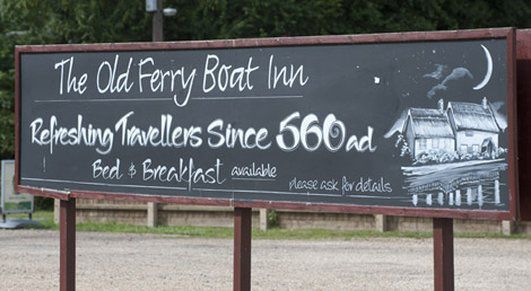 The Old Ferry Boat Inn
Refreshing Travellers Since 560ad
Bed & Breakfast available
please ask for details